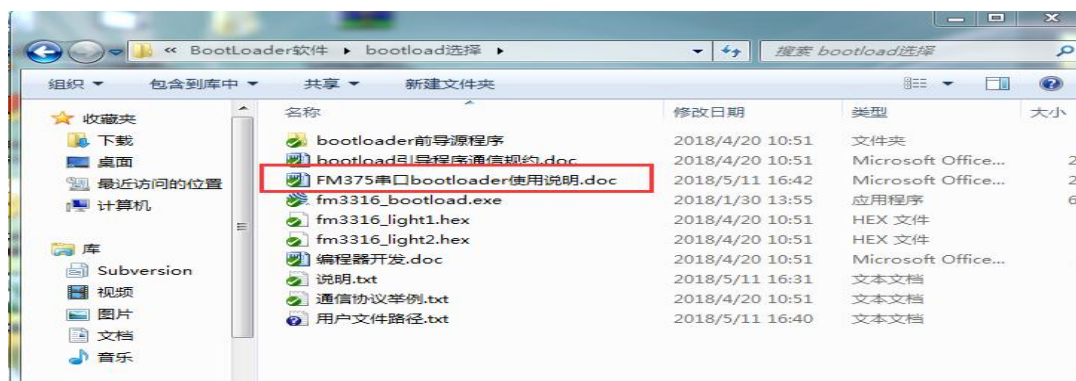 « BootLoader软件 ▸ bootload选择 ▸ 搜索 bootload选择
组织 包含到库中 共享 新建文件夹
收藏夹
下载
桌面
最近访问的位置
计算机
库
Subversion
视频
图片
文档
音乐
名称 修改日期 类型 大小
bootloader前导源程序 2018/4/20 10:51 文件夹
bootload引导程序通信规约.doc 2018/4/20 10:51 Microsoft Office... 2
FM375串口bootloader使用说明.doc 2018/5/11 16:42 Microsoft Office... 2
fm3316_bootload.exe 2018/1/30 13:55 应用程序 6
fm3316_light1.hex 2018/4/20 10:51 HEX 文件
fm3316_light2.hex 2018/4/20 10:51 HEX 文件
编程器开发.doc 2018/4/20 10:51 Microsoft Office...
说明.txt 2018/5/11 16:31 文本文档
通信协议举例.txt 2018/4/20 10:51 文本文档
用户文件路径.txt 2018/5/11 16:40 文本文档